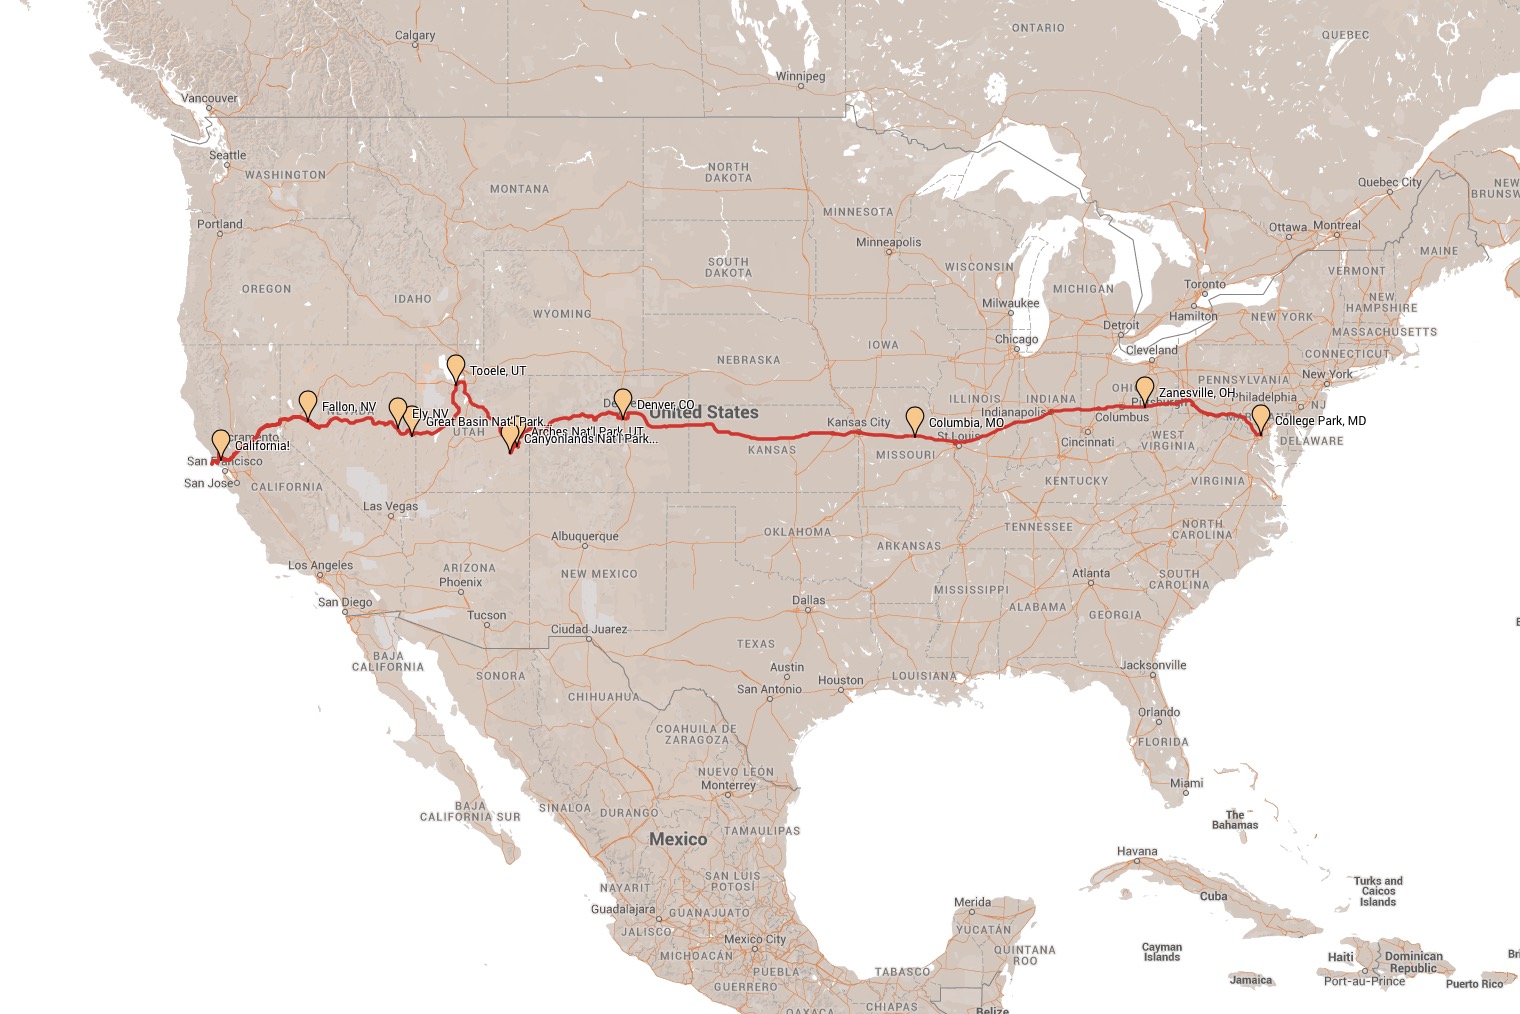 Calgary
ONTARIO
QUEBEC
Winnipeg
Vancouver
Seattle
WASHINGTON
NORTH
DAKOTA
MONTANA
Quebec City
NEW
BRUNSW
Portland
MINNESOTA
Ottawa
Montreal
Minneapolis
MAINE
SOUTH
DAKOTA
WISCONSIN
VERMONT
OREGON
IDAHO
MICHIGAN
Toronto
NEW
HAMPSHIRE
Milwaukee
WYOMING
Hamilton
NEW YORK
Detroit
MASSACHUSETTS
Chicago
IOWA
Cleveland
CONNECTICUT
NEBRASKA
Tooele, UT
New York
PENNSYLVANIA
OHIO
Zanesville, OH
Philadelphia
ILLINOIS
INDIANA
Pittsburgh
NJ
Fallon, NV
NEVADA
Denver, CO
United States
Indianapolis
Columbus
Ely, NV
Great Basin Nat'l Park...
Kansas City
Columbia, MO
College Park, MD
UTAH
Arches Nat'l Park, UT
Canyonlands Nat'l Park...
St Louis
Cincinnati
WEST
VIRGINIA
DELAWARE
Sacramento
California!
San Francisco
KANSAS
MISSOURI
San Jose
CALIFORNIA
KENTUCKY
VIRGINIA
Las Vegas
OKLAHOMA
TENNESSEE
NORTH
CAROLINA
Albuquerque
ARKANSAS
Los Angeles
ARIZONA
NEW MEXICO
Phoenix
Atlanta
SOUTH
CAROLINA
MISSISSIPPI
San Diego
Dallas
ALABAMA
GEORGIA
Tucson
Ciudad Juarez
TEXAS
BAJA
CALIFORNIA
SONORA
Austin
Houston
LOUISIANA
Jacksonville
CHIHUAHUA
San Antonio
Orlando
COAHUILA DE
ZARAGOZA
FLORIDA
NUEVO LEÓN
Monterrey
Miami
BAJA
CALIFORNIA SUR
SINALOA
DURANGO
The
Bahamas
Mexico
TAMAULIPAS
Havana
SAN LUIS
POTOSÍ
NAYARIT
Cuba
Turks and
Caicos
Islands
Guadalajara
GUANAJUATO
Merida
JALISCO
YUCATÁN
Mexico City
MICHOACÁN
QUINTANA
ROO
Cayman
Islands
Haiti
Dominican
Republic
PUEBLA
TABASCO
Jamaica
Port-au-Prince
Puerto Rico
GUERRERO
CHIAPAS
OAXACA
Belize